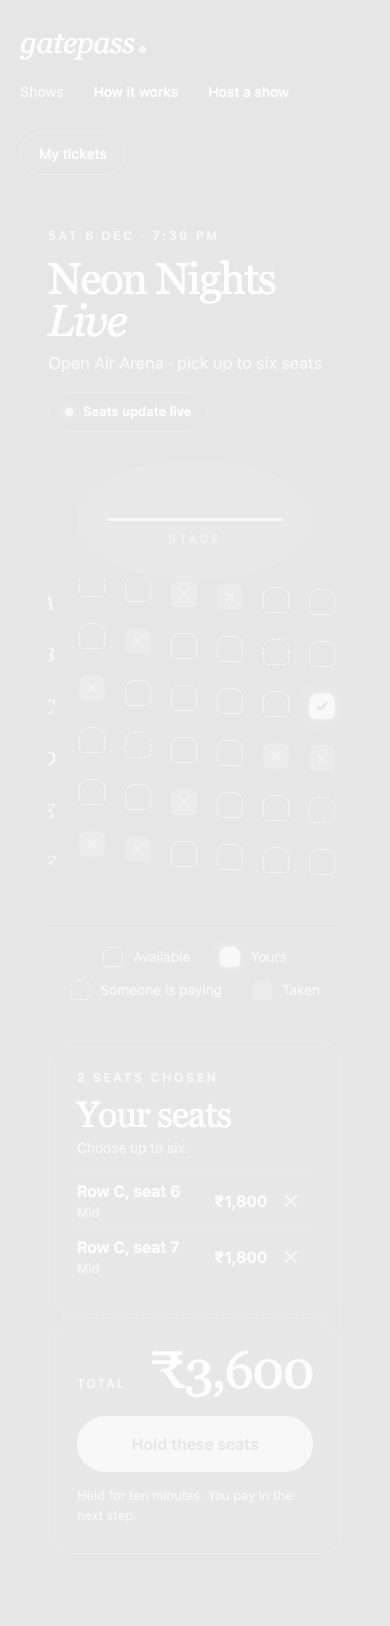 gatepass
Shows How it works Host a show
My tickets
SAT 6 DEC · 7:30 PM
Neon Nights
Live
Open Air Arena · pick up to six seats
Seats update live
STAGE
A
B
C
D
E
F
Available Yours
Someone is paying Taken
2 SEATS CHOSEN
Your seats
Choose up to six.
Row C, seat 6 ₹1,800
Mid
Row C, seat 7 ₹1,800
Mid
TOTAL ₹3,600
Hold these seats
Held for ten minutes. You pay in the
next step.